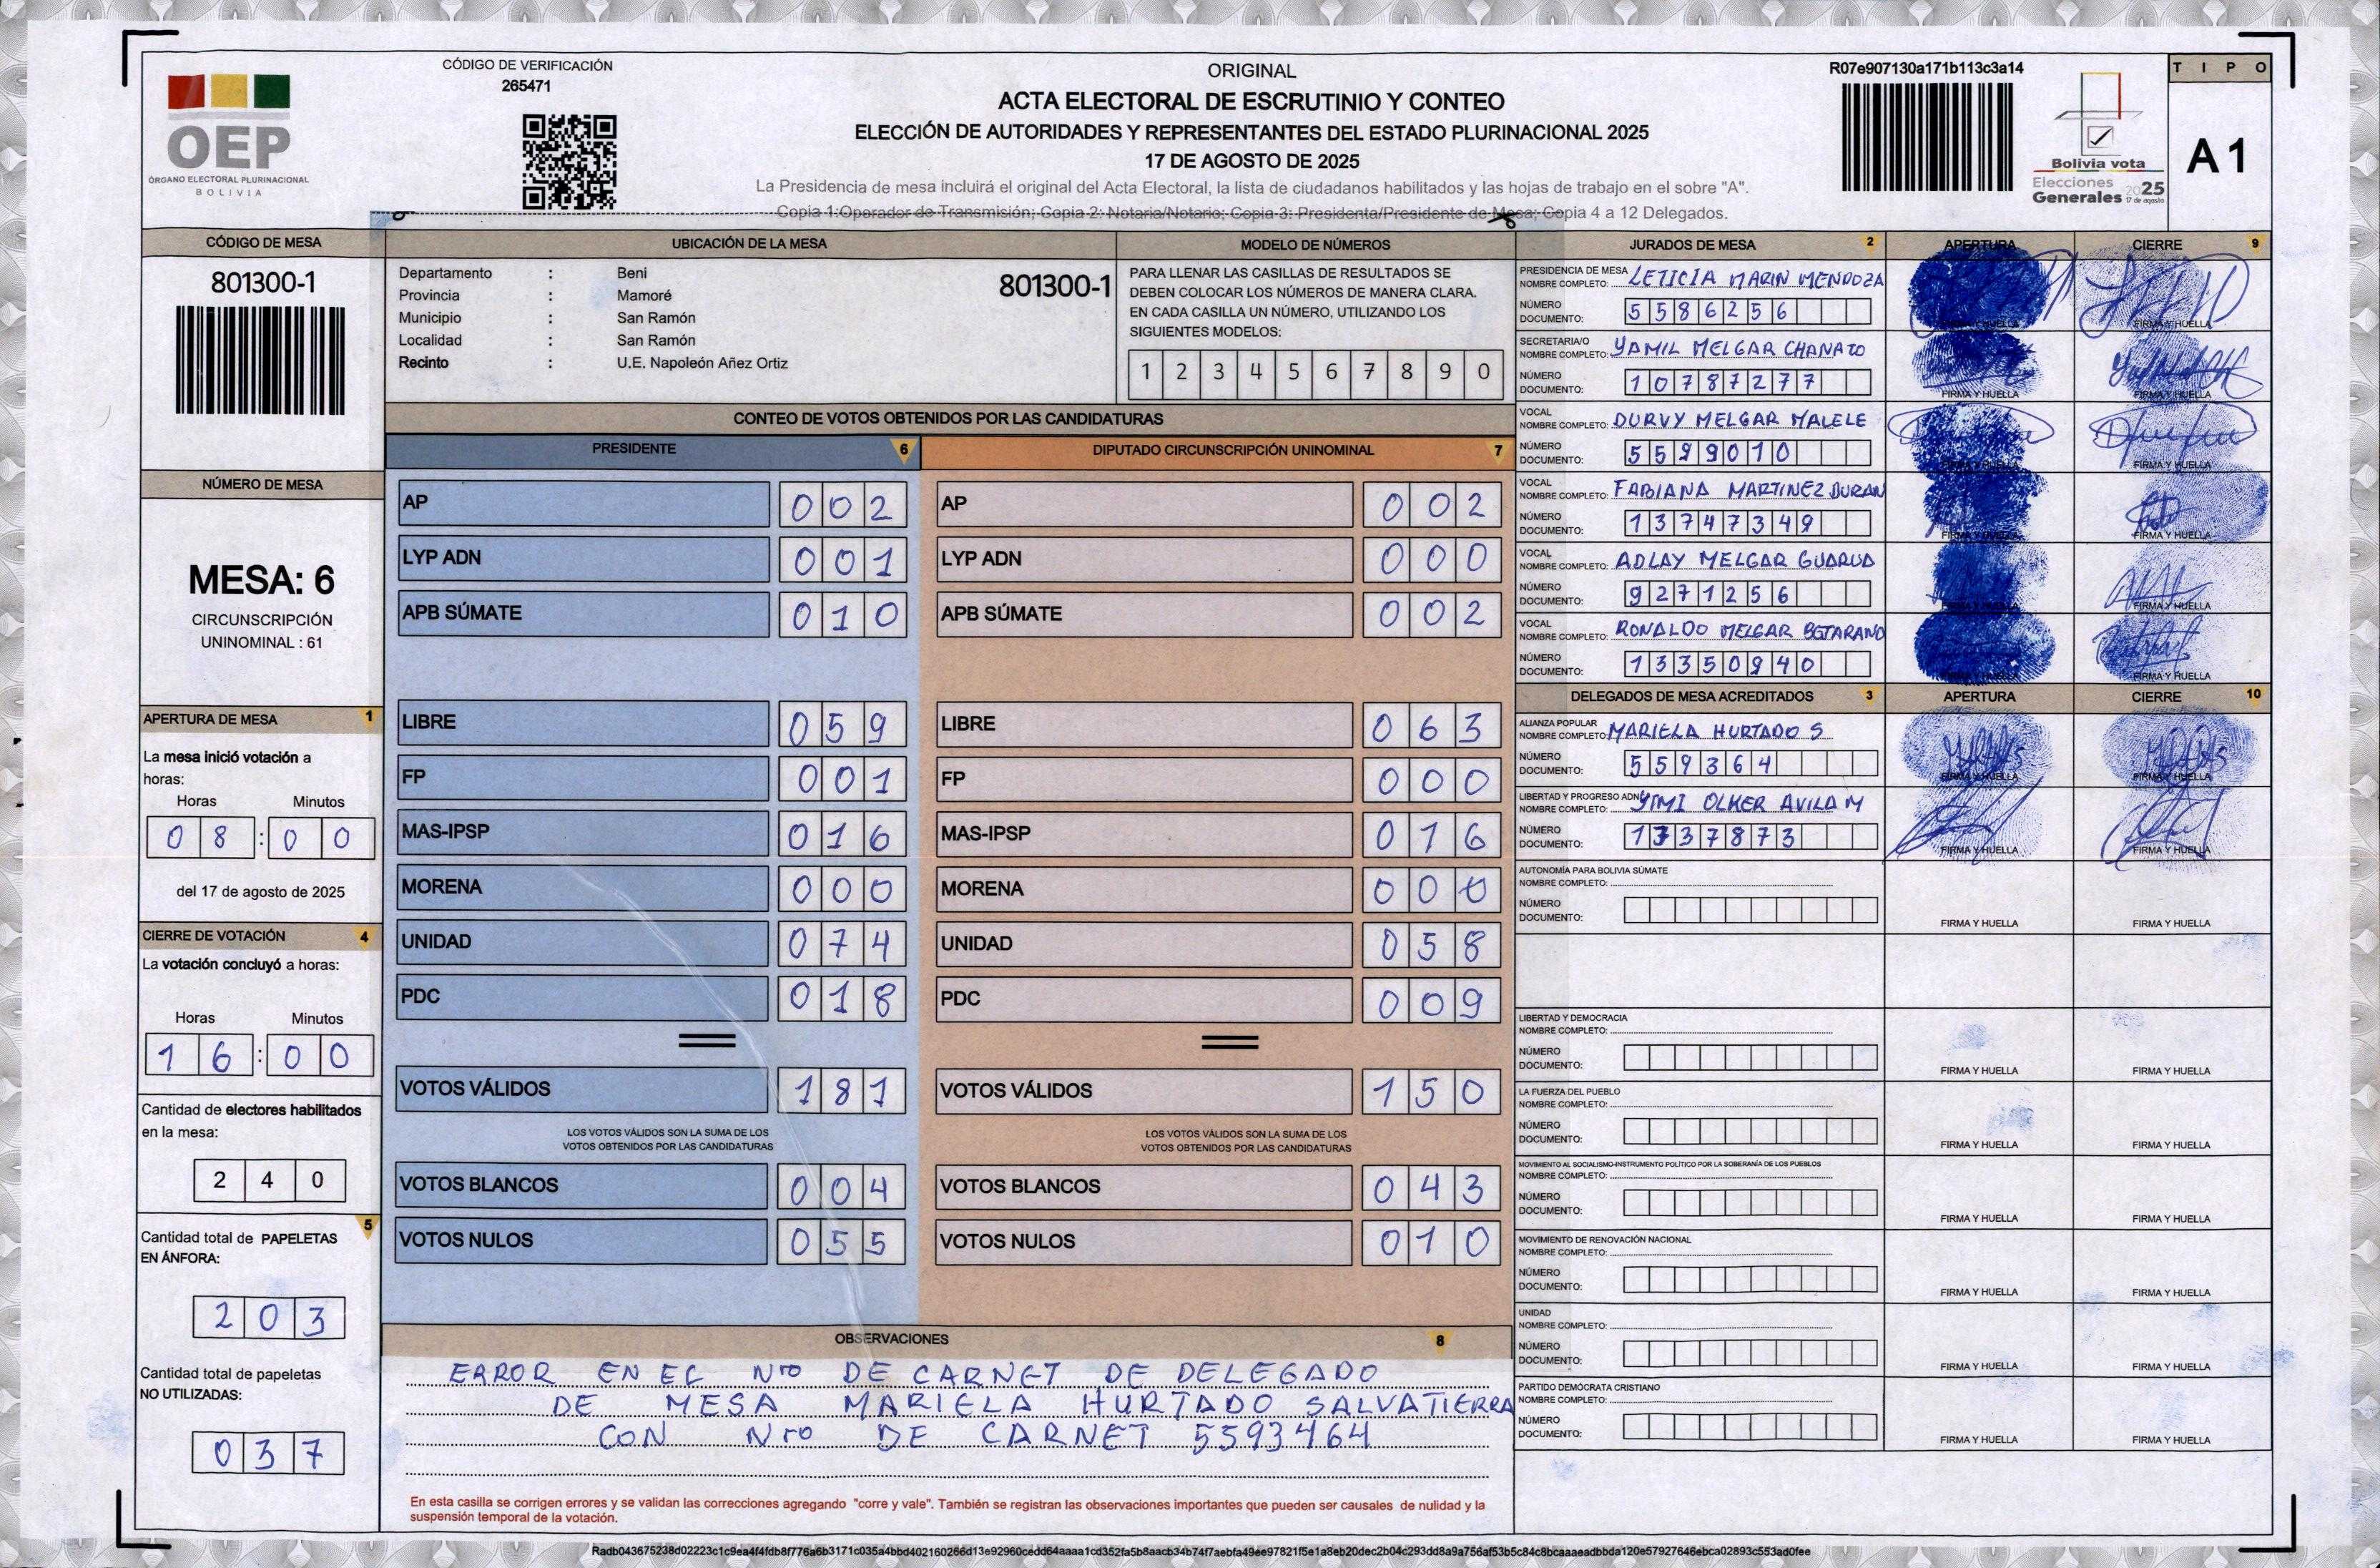 CÓDIGO DE VERIFICACIÓN
265471
OEP
ÓRGANO ELECTORAL PLURINACIONAL
BOLIVIA
ORIGINAL
ACTA ELECTORAL DE ESCRUTINIO Y CONTEO
ELECCIÓN DE AUTORIDADES Y REPRESENTANTES DEL ESTADO PLURINACIONAL 2025
17 DE AGOSTO DE 2025
La Presidencia de mesa incluirá el original del Acta Electoral, la lista de ciudadanos habilitados y las hojas de trabajo en el sobre "A".
Copia 1:Operador de Transmisión; Copia 2: Notaria/Notario; Copia 3: Presidenta/Presidente de Mesa; Copia 4 a 12 Delegados.
R07e907130a171b113c3a14
Bolivia vota
Elecciones
Generales 2025
17 de agosto
TIPO
A1
CÓDIGO DE MESA
801300-1
NÚMERO DE MESA
MESA: 6
CIRCUNSCRIPCIÓN
UNINOMINAL : 61
APERTURA DE MESA 1
La mesa inició votación a
horas:
Horas Minutos
08:00
del 17 de agosto de 2025
CIERRE DE VOTACIÓN 4
La votación concluyó a horas:
Horas Minutos
16:00
Cantidad de electores habilitados
en la mesa:
240
5
Cantidad total de PAPELETAS
EN ÁNFORA:
203
Cantidad total de papeletas
NO UTILIZADAS:
037
UBICACIÓN DE LA MESA
Departamento : Beni
Provincia : Mamoré
Municipio : San Ramón
Localidad : San Ramón
Recinto : U.E. Napoleón Añez Ortiz
801300-1
MODELO DE NÚMEROS
PARA LLENAR LAS CASILLAS DE RESULTADOS SE
DEBEN COLOCAR LOS NÚMEROS DE MANERA CLARA.
EN CADA CASILLA UN NÚMERO, UTILIZANDO LOS
SIGUIENTES MODELOS:
1 2 3 4 5 6 7 8 9 0
CONTEO DE VOTOS OBTENIDOS POR LAS CANDIDATURAS
PRESIDENTE 6
AP 002
LYP ADN 001
APB SÚMATE 010
LIBRE 059
FP 001
MAS-IPSP 016
MORENA 000
UNIDAD 074
PDC 018
VOTOS VÁLIDOS 181
LOS VOTOS VÁLIDOS SON LA SUMA DE LOS
VOTOS OBTENIDOS POR LAS CANDIDATURAS
VOTOS BLANCOS 004
VOTOS NULOS 055
DIPUTADO CIRCUNSCRIPCIÓN UNINOMINAL 7
AP 002
LYP ADN 000
APB SÚMATE 002
LIBRE 063
FP 000
MAS-IPSP 016
MORENA 000
UNIDAD 058
PDC 009
VOTOS VÁLIDOS 150
LOS VOTOS VÁLIDOS SON LA SUMA DE LOS
VOTOS OBTENIDOS POR LAS CANDIDATURAS
VOTOS BLANCOS 043
VOTOS NULOS 010
OBSERVACIONES 8
ERROR EN EL Nro DE CARNET DE DELEGADO
DE MESA MARIELA HURTADO SALVATIERRA
CON Nro DE CARNET 5593464
En esta casilla se corrigen errores y se validan las correcciones agregando "corre y vale". También se registran las observaciones importantes que pueden ser causales de nulidad y la
suspensión temporal de la votación.
JURADOS DE MESA 2 APERTURA CIERRE 9
PRESIDENCIA DE MESA
NOMBRE COMPLETO: LETICIA MARIN MENDOZA
NÚMERO
DOCUMENTO: 5586256
FIRMA Y HUELLA FIRMA Y HUELLA
SECRETARIA/O
NOMBRE COMPLETO: YAMIL MELGAR CHANATO
NÚMERO
DOCUMENTO: 10787277
FIRMA Y HUELLA FIRMA Y HUELLA
VOCAL
NOMBRE COMPLETO: DURVY MELGAR MALELE
NÚMERO
DOCUMENTO: 5599010
FIRMA Y HUELLA FIRMA Y HUELLA
VOCAL
NOMBRE COMPLETO: FABIANA MARTINEZ DURAN
NÚMERO
DOCUMENTO: 13747349
FIRMA Y HUELLA FIRMA Y HUELLA
VOCAL
NOMBRE COMPLETO: ADLAY MELGAR
NÚMERO
DOCUMENTO: 9271256
FIRMA Y HUELLA FIRMA Y HUELLA
VOCAL
NOMBRE COMPLETO: RONALDO MELGAR
NÚMERO
DOCUMENTO: 13350940
FIRMA Y HUELLA FIRMA Y HUELLA
DELEGADOS DE MESA ACREDITADOS 3 APERTURA CIERRE 10
ALIANZA POPULAR
NOMBRE COMPLETO: MARIELA HURTADO S
NÚMERO
DOCUMENTO: 559364
FIRMA Y HUELLA FIRMA Y HUELLA
LIBERTAD Y PROGRESO ADN
NOMBRE COMPLETO: YIMI OLKER AVILA M
NÚMERO
DOCUMENTO: 1337873
FIRMA Y HUELLA FIRMA Y HUELLA
AUTONOMÍA PARA BOLIVIA SÚMATE
NOMBRE COMPLETO:
NÚMERO
DOCUMENTO:
FIRMA Y HUELLA FIRMA Y HUELLA
LIBERTAD Y DEMOCRACIA
NOMBRE COMPLETO:
NÚMERO
DOCUMENTO:
FIRMA Y HUELLA FIRMA Y HUELLA
LA FUERZA DEL PUEBLO
NOMBRE COMPLETO:
NÚMERO
DOCUMENTO:
FIRMA Y HUELLA FIRMA Y HUELLA
MOVIMIENTO AL SOCIALISMO-INSTRUMENTO POLÍTICO POR LA SOBERANÍA DE LOS PUEBLOS
NOMBRE COMPLETO:
NÚMERO
DOCUMENTO:
FIRMA Y HUELLA FIRMA Y HUELLA
MOVIMIENTO DE RENOVACIÓN NACIONAL
NOMBRE COMPLETO:
NÚMERO
DOCUMENTO:
FIRMA Y HUELLA FIRMA Y HUELLA
UNIDAD
NOMBRE COMPLETO:
NÚMERO
DOCUMENTO:
FIRMA Y HUELLA FIRMA Y HUELLA
PARTIDO DEMÓCRATA CRISTIANO
NOMBRE COMPLETO:
NÚMERO
DOCUMENTO:
FIRMA Y HUELLA FIRMA Y HUELLA